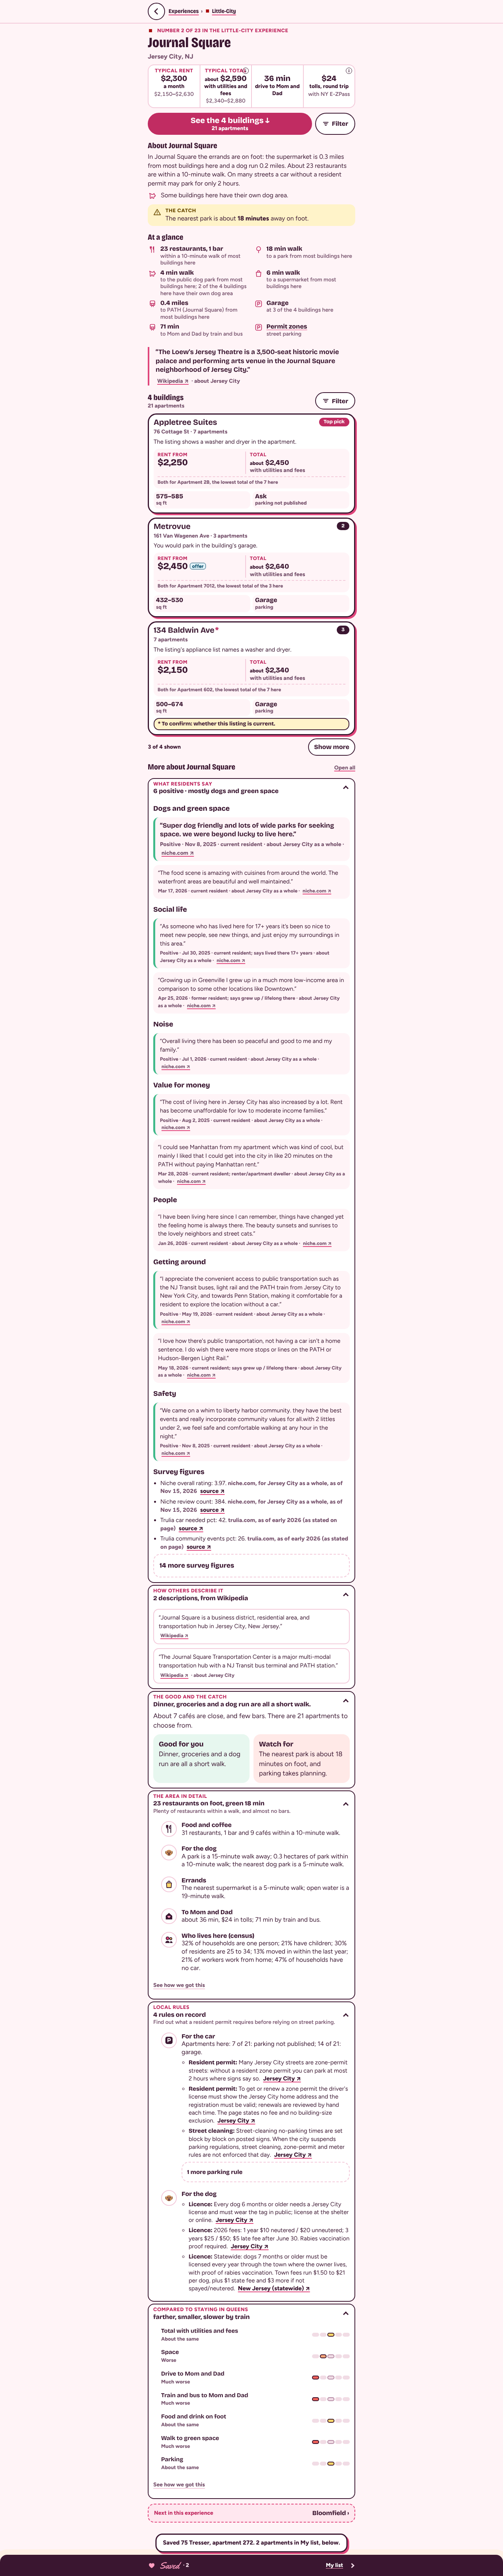 Experiences › Little-City
NUMBER 2 OF 23 IN THE LITTLE-CITY EXPERIENCE
Journal Square
Jersey City, NJ
TYPICAL RENT
$2,300
a month
$2,150–$2,630
TYPICAL TOTAL
about $2,590
with utilities and
fees
$2,340–$2,880
36 min
drive to Mom and
Dad
$24
tolls, round trip
with NY E-ZPass
See the 4 buildings ↓
21 apartments
Filter
About Journal Square
In Journal Square the errands are on foot: the supermarket is 0.3 miles
from most buildings here and a dog run 0.2 miles. About 23 restaurants
are within a 10-minute walk. On many streets a car without a resident
permit may park for only 2 hours.
Some buildings here have their own dog area.
THE CATCH
The nearest park is about 18 minutes away on foot.
At a glance
23 restaurants, 1 bar
within a 10-minute walk of most
buildings here
18 min walk
to a park from most buildings here
4 min walk
to the public dog park from most
buildings here; 2 of the 4 buildings
here have their own dog area
6 min walk
to a supermarket from most
buildings here
0.4 miles
to PATH (Journal Square) from
most buildings here
Garage
at 3 of the 4 buildings here
71 min
to Mom and Dad by train and bus
Permit zones
street parking
"The Loew's Jersey Theatre is a 3,500-seat historic movie
palace and performing arts venue in the Journal Square
neighborhood of Jersey City."
Wikipedia ↗ · about Jersey City
4 buildings
21 apartments
Filter
Appletree Suites
Top pick
76 Cottage St · 7 apartments
The listing shows a washer and dryer in the apartment.
RENT FROM
$2,250
TOTAL
about $2,450
with utilities and fees
Both for Apartment 28, the lowest total of the 7 here
575–585
sq ft
Ask
parking not published
Metrovue
2
161 Van Wagenen Ave · 3 apartments
You would park in the building's garage.
RENT FROM
$2,450 offer
TOTAL
about $2,640
with utilities and fees
Both for Apartment 7012, the lowest total of the 3 here
432–530
sq ft
Garage
parking
134 Baldwin Ave*
3
7 apartments
The listing's appliance list names a washer and dryer.
RENT FROM
$2,150
TOTAL
about $2,340
with utilities and fees
Both for Apartment 602, the lowest total of the 7 here
500–674
sq ft
Garage
parking
* To confirm: whether this listing is current.
3 of 4 shown
Show more
More about Journal Square
Open all
WHAT RESIDENTS SAY
6 positive · mostly dogs and green space
Dogs and green space
"Super dog friendly and lots of wide parks for seeking
space. we were beyond lucky to live here."
Positive · Nov 8, 2025 · current resident · about Jersey City as a whole ·
niche.com ↗
"The food scene is amazing with cuisines from around the world. The
waterfront areas are beautiful and well maintained."
Mar 17, 2026 · current resident · about Jersey City as a whole · niche.com ↗
Social life
"As someone who has lived here for 17+ years it's been so nice to
meet new people, see new things, and just enjoy my surroundings in
this area."
Positive · Jul 30, 2025 · current resident; says lived there 17+ years · about
Jersey City as a whole · niche.com ↗
"Growing up in Greenville I grew up in a much more low-income area in
comparison to some other locations like Downtown."
Apr 25, 2026 · former resident; says grew up / lifelong there · about Jersey City
as a whole · niche.com ↗
Noise
"Overall living there has been so peaceful and good to me and my
family."
Positive · Jul 1, 2026 · current resident · about Jersey City as a whole ·
niche.com ↗
Value for money
"The cost of living here in Jersey City has also increased by a lot. Rent
has become unaffordable for low to moderate income families."
Positive · Aug 2, 2025 · current resident · about Jersey City as a whole ·
niche.com ↗
"I could see Manhattan from my apartment which was kind of cool, but
mainly I liked that I could get into the city in like 20 minutes on the
PATH without paying Manhattan rent."
Mar 28, 2026 · current resident; renter/apartment dweller · about Jersey City as a
whole · niche.com ↗
People
"I have been living here since I can remember, things have changed yet
the feeling home is always there. The beauty sunsets and sunrises to
the lovely neighbors and street cats."
Jan 26, 2026 · current resident · about Jersey City as a whole · niche.com ↗
Getting around
"I appreciate the convenient access to public transportation such as
the NJ Transit buses, light rail and the PATH train from Jersey City to
New York City, and towards Penn Station, making it comfortable for a
resident to explore the location without a car."
Positive · May 19, 2026 · current resident · about Jersey City as a whole ·
niche.com ↗
"I love how there's public transportation, not having a car isn't a home
sentence. I do wish there were more stops or lines on the PATH or
Hudson-Bergen Light Rail."
May 18, 2026 · current resident; says grew up / lifelong there · about Jersey City
as a whole · niche.com ↗
Safety
"We came on a whim to liberty harbor community. they have the best
events and really incorporate community values for all.with 2 littles
under 2, we feel safe and comfortable walking at any hour in the
night."
Positive · Nov 8, 2025 · current resident · about Jersey City as a whole ·
niche.com ↗
Survey figures
• Niche overall rating: 3.97. niche.com, for Jersey City as a whole, as of
Nov 15, 2026 source ↗
• Niche review count: 384. niche.com, for Jersey City as a whole, as of
Nov 15, 2026 source ↗
• Trulia car needed pct: 42. trulia.com, as of early 2026 (as stated on
page) source ↗
• Trulia community events pct: 26. trulia.com, as of early 2026 (as stated
on page) source ↗
14 more survey figures
HOW OTHERS DESCRIBE IT
2 descriptions, from Wikipedia
"Journal Square is a business district, residential area, and
transportation hub in Jersey City, New Jersey."
Wikipedia ↗
"The Journal Square Transportation Center is a major multi-modal
transportation hub with a NJ Transit bus terminal and PATH station."
Wikipedia ↗ · about Jersey City
THE GOOD AND THE CATCH
Dinner, groceries and a dog run are all a short walk.
About 7 cafés are close, and few bars. There are 21 apartments to
choose from.
Good for you
Dinner, groceries and a dog
run are all a short walk.
Watch for
The nearest park is about 18
minutes on foot, and
parking takes planning.
THE AREA IN DETAIL
23 restaurants on foot, green 18 min
Plenty of restaurants within a walk, and almost no bars.
Food and coffee
31 restaurants, 1 bar and 9 cafés within a 10-minute walk.
For the dog
A park is a 15-minute walk away; 0.3 hectares of park within
a 10-minute walk; the nearest dog park is a 5-minute walk.
Errands
The nearest supermarket is a 5-minute walk; open water is a
19-minute walk.
To Mom and Dad
about 36 min, $24 in tolls; 71 min by train and bus.
Who lives here (census)
32% of households are one person; 21% have children; 30%
of residents are 25 to 34; 13% moved in within the last year;
21% of workers work from home; 47% of households have
no car.
See how we got this
LOCAL RULES
4 rules on record
Find out what a resident permit requires before relying on street parking.
For the car
Apartments here: 7 of 21: parking not published; 14 of 21:
garage.
Resident permit: Many Jersey City streets are zone-permit
streets: without a resident zone permit you can park at most
2 hours where signs say so. Jersey City ↗
Resident permit: To get or renew a zone permit the driver's
license must show the Jersey City home address and the
registration must be valid; renewals are reviewed by hand
each time. The page states no fee and no building-size
exclusion. Jersey City ↗
Street cleaning: Street-cleaning no-parking times are set
block by block on posted signs. When the city suspends
parking regulations, street cleaning, zone-permit and meter
rules are not enforced that day. Jersey City ↗
1 more parking rule
For the dog
Licence: Every dog 6 months or older needs a Jersey City
license and must wear the tag in public; license at the shelter
or online. Jersey City ↗
Licence: 2026 fees: 1 year $10 neutered / $20 unneutered; 3
years $25 / $50; $5 late fee after June 30. Rabies vaccination
proof required. Jersey City ↗
Licence: Statewide: dogs 7 months or older must be
licensed every year through the town where the owner lives,
with proof of rabies vaccination. Town fees run $1.50 to $21
per dog, plus $1 state fee and $3 more if not
spayed/neutered. New Jersey (statewide) ↗
COMPARED TO STAYING IN QUEENS
farther, smaller, slower by train
Total with utilities and fees
About the same
Space
Worse
Drive to Mom and Dad
Much worse
Train and bus to Mom and Dad
Much worse
Food and drink on foot
About the same
Walk to green space
Much worse
Parking
About the same
See how we got this
Next in this experience
Bloomfield ›
Saved 75 Tresser, apartment 272. 2 apartments in My list, below.
Saved · 2
My list